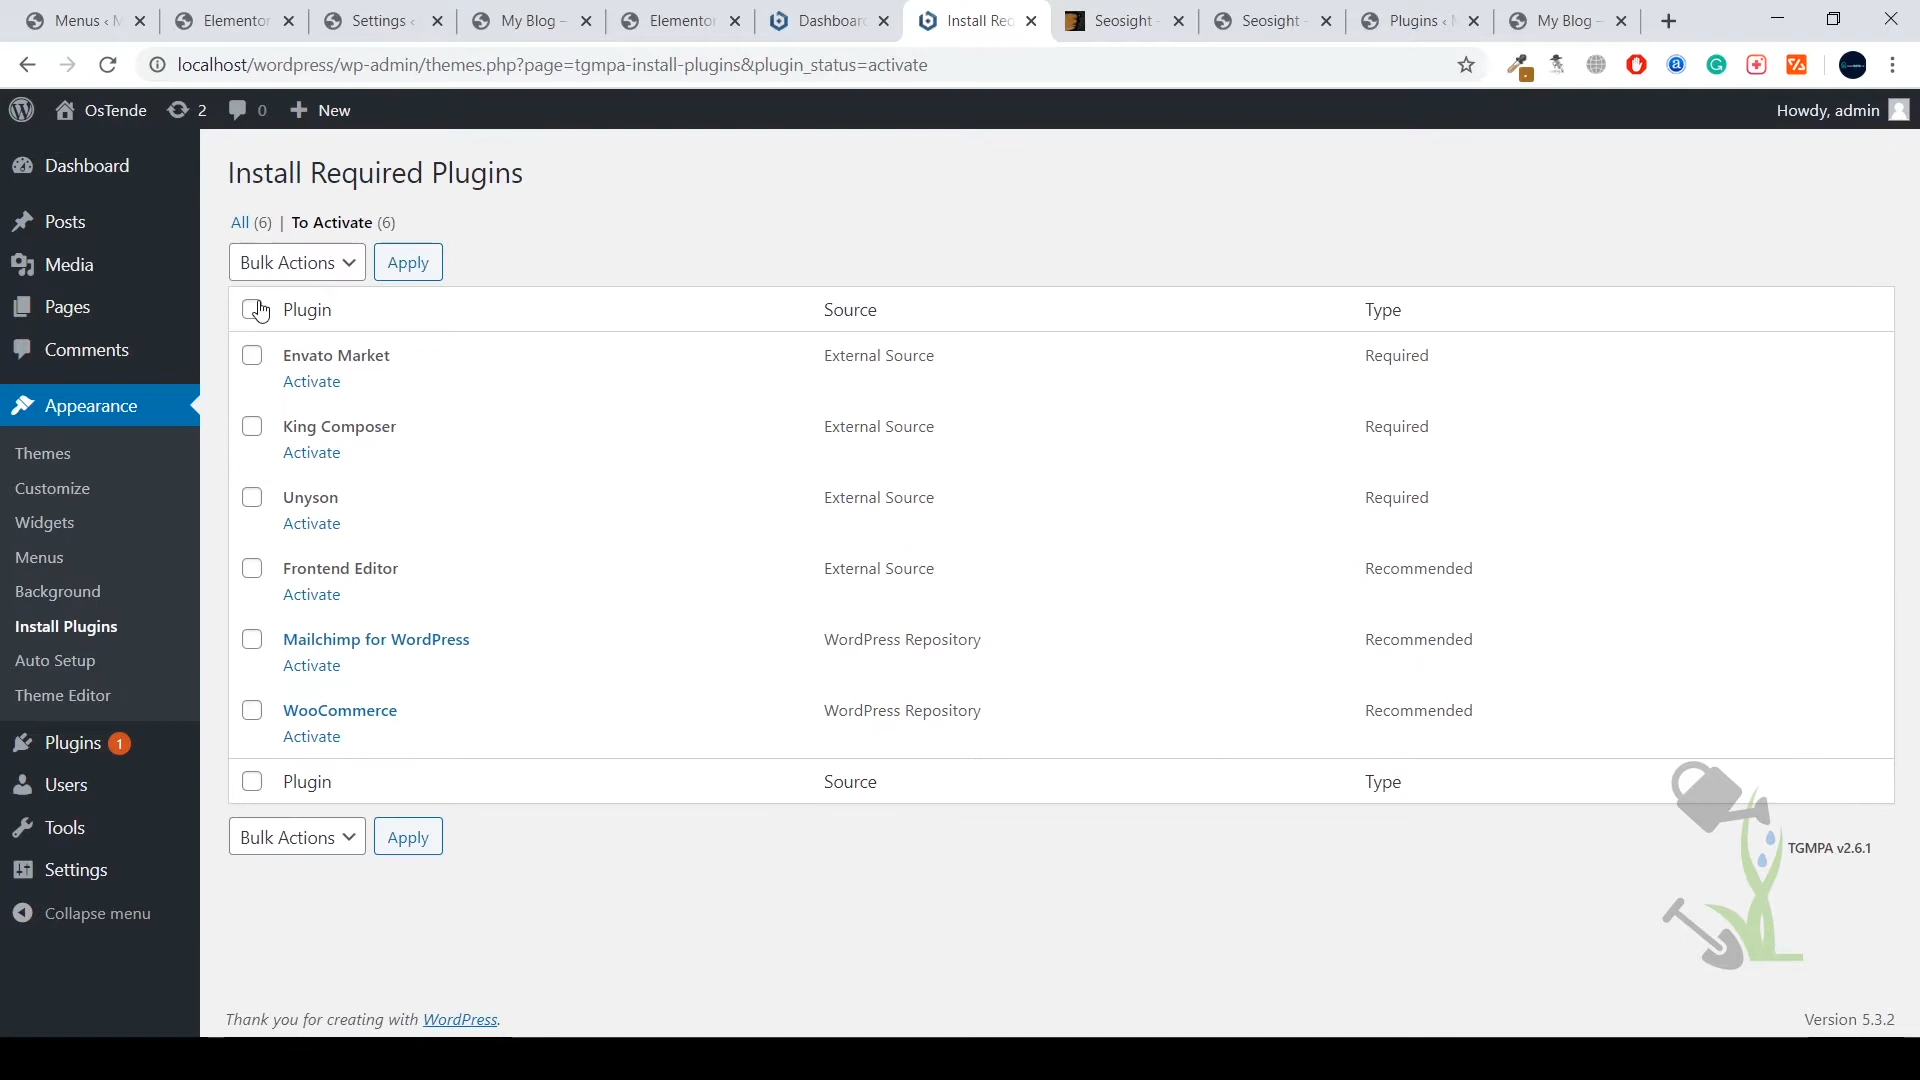 Menus ‹ M
Elementor
Settings ‹
My Blog –
Elementor
Dashboard
Install Req
Seosight –
Seosight –
Plugins ‹ M
My Blog –
localhost/wordpress/wp-admin/themes.php?page=tgmpa-install-plugins&plugin_status=activate
OsTende
2
0
New
Howdy, admin
Dashboard
Posts
Media
Pages
Comments
Appearance
Themes
Customize
Widgets
Menus
Background
Install Plugins
Auto Setup
Theme Editor
Plugins 1
Users
Tools
Settings
Collapse menu
Install Required Plugins
All (6) | To Activate (6)
Bulk Actions Apply
Plugin Source Type
Envato Market External Source Required
Activate
King Composer External Source Required
Activate
Unyson External Source Required
Activate
Frontend Editor External Source Recommended
Activate
Mailchimp for WordPress WordPress Repository Recommended
Activate
WooCommerce WordPress Repository Recommended
Activate
Plugin Source Type
Bulk Actions Apply
TGMPA v2.6.1
Thank you for creating with WordPress.
Version 5.3.2